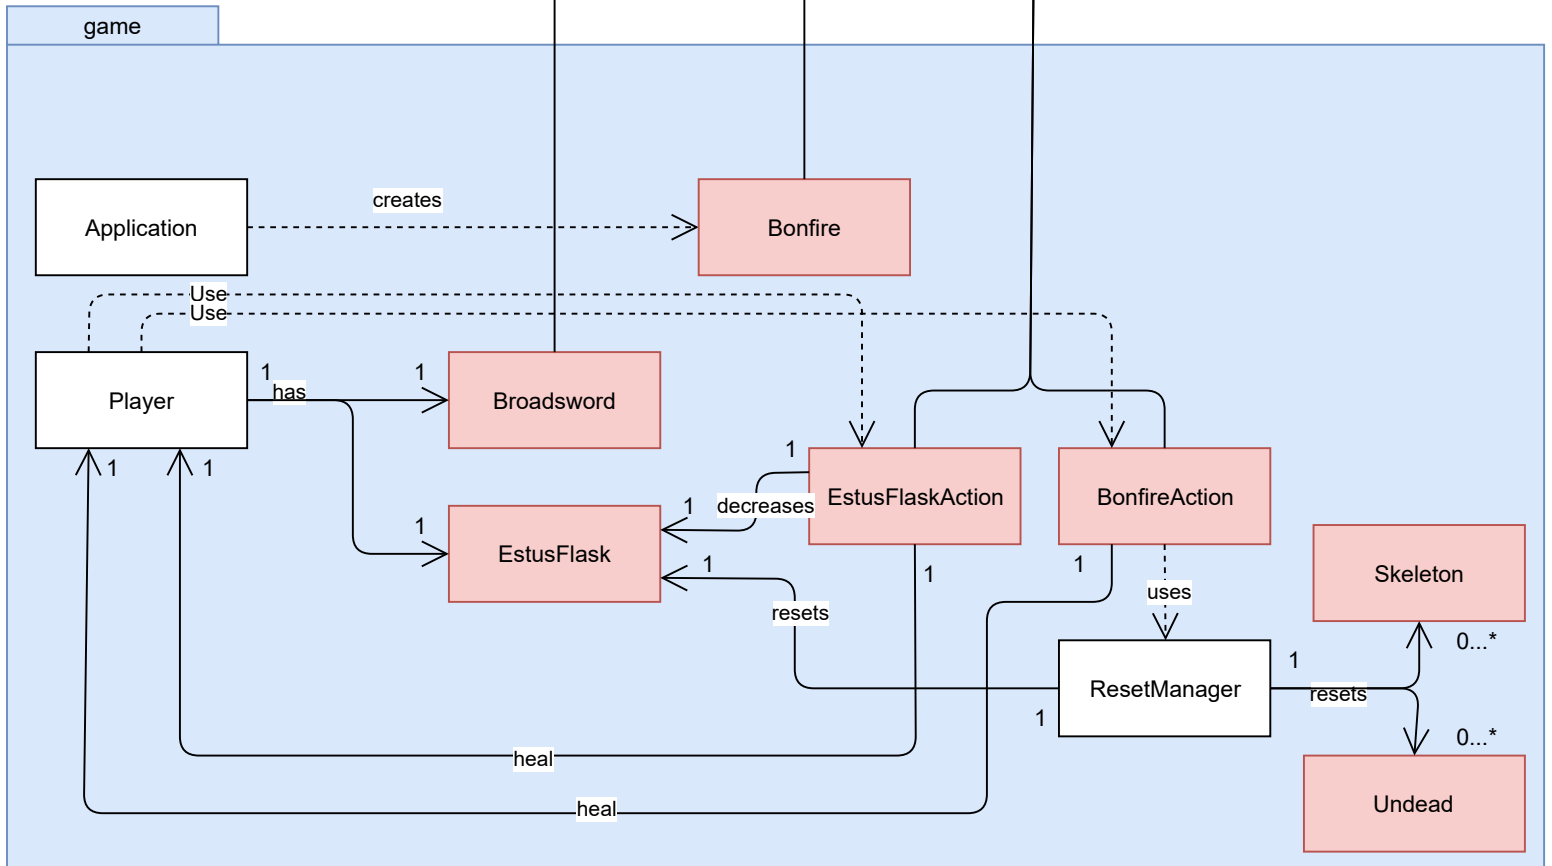 game
Application
creates
Bonfire
Use
Use
Player
1
has
1
Broadsword
1
1
1
EstusFlask
1
decreases
1
EstusFlaskAction
BonfireAction
1
resets
1
1
uses
Skeleton
0...*
ResetManager
1
1
resets
0...*
Undead
heal
heal